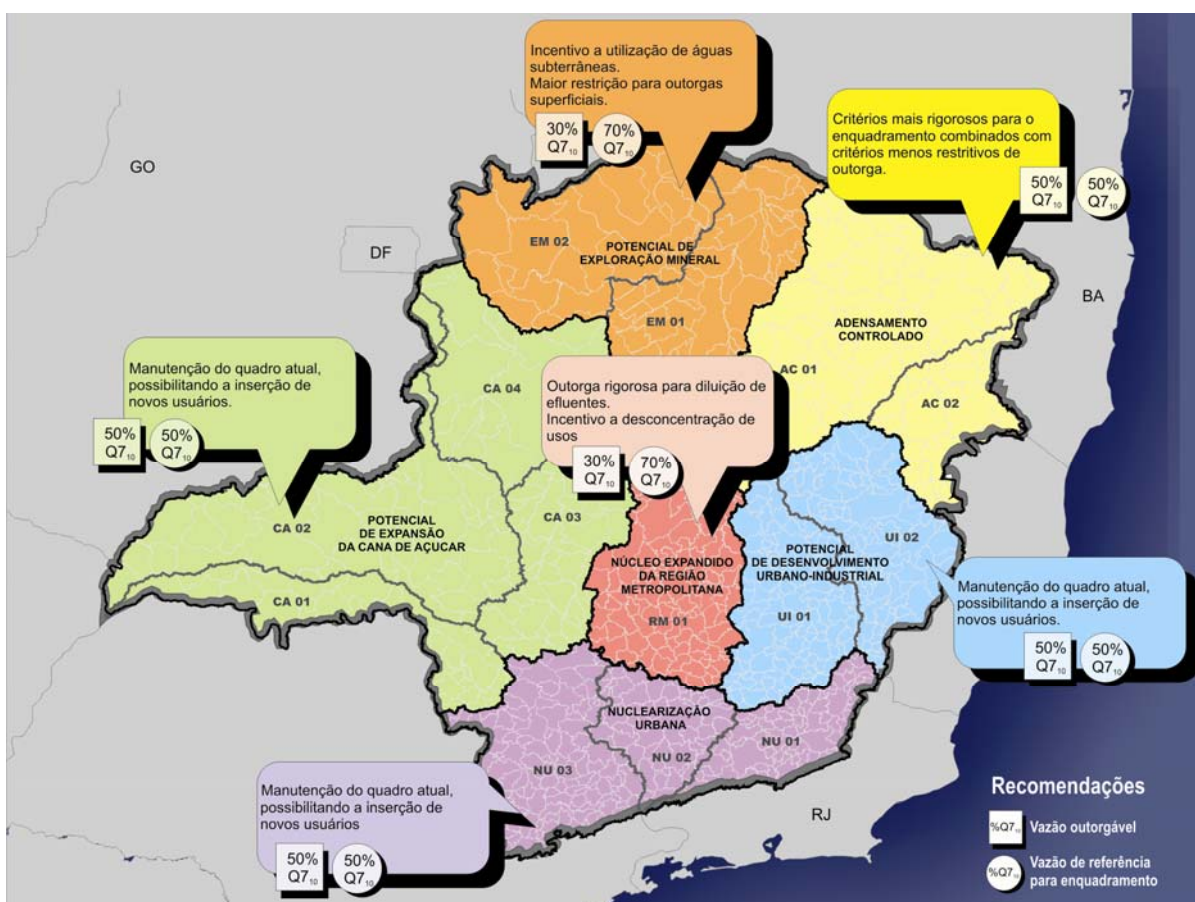 Incentivo a utilização de águas
subterrâneas.
Maior restrição para outorgas
superficiais.
30%
Q7₁₀
70%
Q7₁₀
Critérios mais rigorosos para o
enquadramento combinados com
critérios menos restritivos de
outorga.
50%
Q7₁₀
50%
Q7₁₀
GO
DF
BA
EM 02
POTENCIAL DE
EXPLORAÇÃO MINERAL
EM 01
ADENSAMENTO
CONTROLADO
AC 01
AC 02
Manutenção do quadro atual,
possibilitando a inserção de
novos usuários.
50%
Q7₁₀
50%
Q7₁₀
CA 04
Outorga rigorosa para diluição de
efluentes.
Incentivo a desconcentração de
usos
30%
Q7₁₀
70%
Q7₁₀
CA 02
POTENCIAL
DE EXPANSÃO
DA CANA DE AÇUCAR
CA 03
CA 01
NÚCLEO EXPANDIDO
DA REGIÃO
METROPOLITANA
RM 01
UI 02
POTENCIAL
DE DESENVOLVIMENTO
URBANO-INDUSTRIAL
UI 01
Manutenção do quadro atual,
possibilitando a inserção de
novos usuários.
50%
Q7₁₀
50%
Q7₁₀
NUCLEARIZAÇÃO
URBANA
NU 03
NU 02
NU 01
Manutenção do quadro atual,
possibilitando a inserção de
novos usuários
50%
Q7₁₀
50%
Q7₁₀
RJ
Recomendações
%Q7₁₀ Vazão outorgável
%Q7₁₀ Vazão de referência
para enquadramento